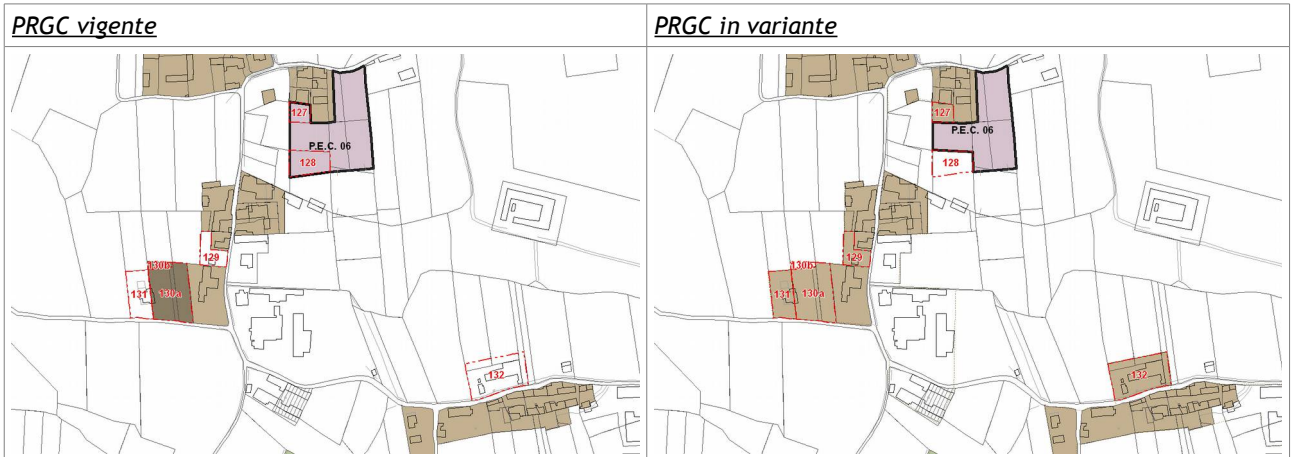 PRGC vigente
PRGC in variante
127
P.E.C. 06
128
129
130b
131
130a
132
127
P.E.C. 06
128
129
130b
131
130a
132